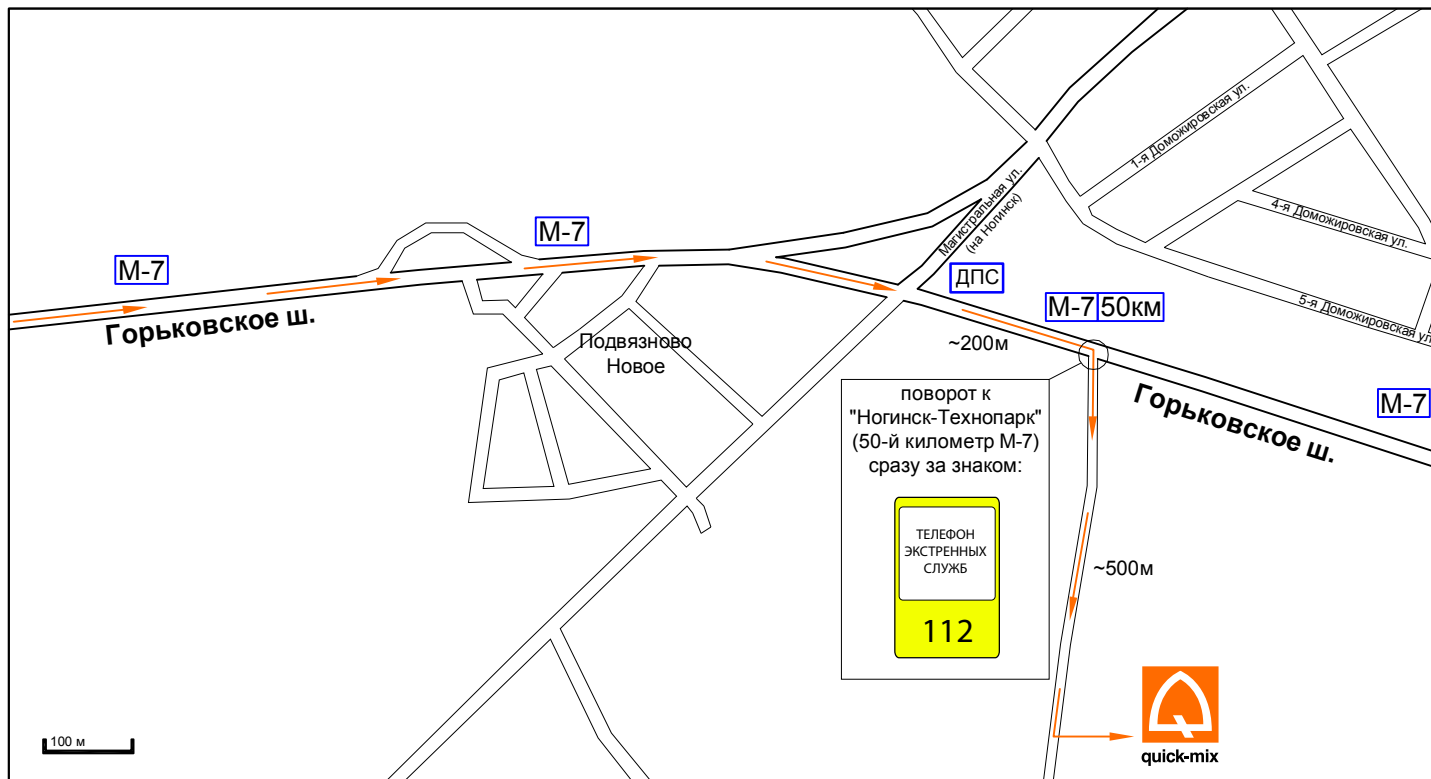 1-я Доможировская ул.
Магистральная ул.
(на Ногинск)
4-я Доможировская ул.
М-7
М-7
ДПС
5-я Доможировская ул.
М-7 50км
Горьковское ш.
Подвязново
Новое
~200м
поворот к
"Ногинск-Технопарк"
(50-й километр М-7)
сразу за знаком:
Горьковское ш.
М-7
ТЕЛЕФОН
ЭКСТРЕННЫХ
СЛУЖБ
112
~500м
100 м
quick-mix